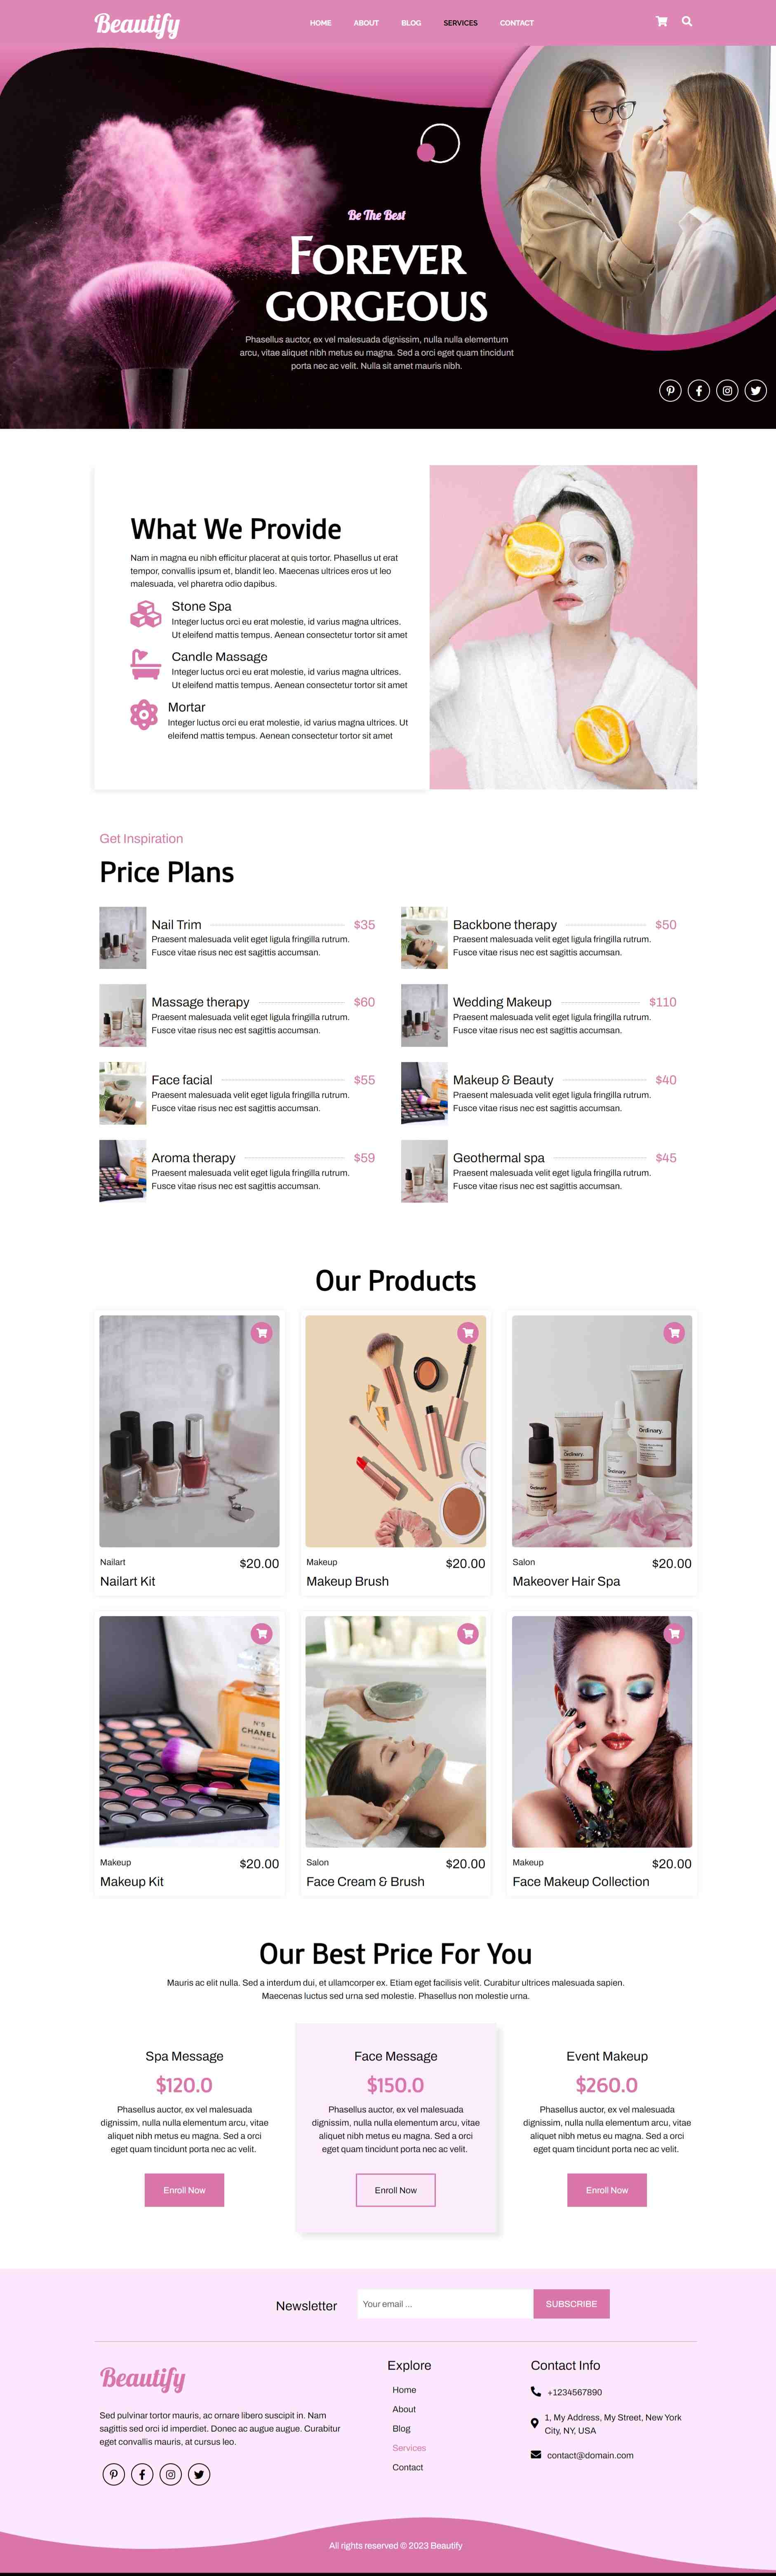 Beautify
HOME ABOUT BLOG SERVICES CONTACT
Be The Best
FOREVER
GORGEOUS
Phasellus auctor, ex vel malesuada dignissim, nulla nulla elementum
arcu, vitae aliquet nibh metus eu magna. Sed a orci eget quam tincidunt
porta nec ac velit. Nulla sit amet mauris nibh.
What We Provide
Nam in magna eu nibh efficitur placerat at quis tortor. Phasellus ut erat
tempor, convallis ipsum et, blandit leo. Maecenas ultrices eros ut leo
malesuada, vel pharetra odio dapibus.
Stone Spa
Integer luctus orci eu erat molestie, id varius magna ultrices.
Ut eleifend mattis tempus. Aenean consectetur tortor sit amet
Candle Massage
Integer luctus orci eu erat molestie, id varius magna ultrices.
Ut eleifend mattis tempus. Aenean consectetur tortor sit amet
Mortar
Integer luctus orci eu erat molestie, id varius magna ultrices. Ut
eleifend mattis tempus. Aenean consectetur tortor sit amet
Get Inspiration
Price Plans
Nail Trim $35
Praesent malesuada velit eget ligula fringilla rutrum.
Fusce vitae risus nec est sagittis accumsan.
Backbone therapy $50
Praesent malesuada velit eget ligula fringilla rutrum.
Fusce vitae risus nec est sagittis accumsan.
Massage therapy $60
Praesent malesuada velit eget ligula fringilla rutrum.
Fusce vitae risus nec est sagittis accumsan.
Wedding Makeup $110
Praesent malesuada velit eget ligula fringilla rutrum.
Fusce vitae risus nec est sagittis accumsan.
Face facial $55
Praesent malesuada velit eget ligula fringilla rutrum.
Fusce vitae risus nec est sagittis accumsan.
Makeup & Beauty $40
Praesent malesuada velit eget ligula fringilla rutrum.
Fusce vitae risus nec est sagittis accumsan.
Aroma therapy $59
Praesent malesuada velit eget ligula fringilla rutrum.
Fusce vitae risus nec est sagittis accumsan.
Geothermal spa $45
Praesent malesuada velit eget ligula fringilla rutrum.
Fusce vitae risus nec est sagittis accumsan.
Our Products
Ordinary.
Ordinary.
Ordinary.
Ordinary.
Nailart $20.00
Nailart Kit
Makeup $20.00
Makeup Brush
Salon $20.00
Makeover Hair Spa
N°5
CHANEL
Makeup $20.00
Makeup Kit
Salon $20.00
Face Cream & Brush
Makeup $20.00
Face Makeup Collection
Our Best Price For You
Mauris ac elit nulla. Sed a interdum dui, et ullamcorper ex. Etiam eget facilisis velit. Curabitur ultrices malesuada sapien.
Maecenas luctus sed urna sed molestie. Phasellus non molestie urna.
Spa Message
$120.0
Phasellus auctor, ex vel malesuada
dignissim, nulla nulla elementum arcu, vitae
aliquet nibh metus eu magna. Sed a orci
eget quam tincidunt porta nec ac velit.
Enroll Now
Face Message
$150.0
Phasellus auctor, ex vel malesuada
dignissim, nulla nulla elementum arcu, vitae
aliquet nibh metus eu magna. Sed a orci
eget quam tincidunt porta nec ac velit.
Enroll Now
Event Makeup
$260.0
Phasellus auctor, ex vel malesuada
dignissim, nulla nulla elementum arcu, vitae
aliquet nibh metus eu magna. Sed a orci
eget quam tincidunt porta nec ac velit.
Enroll Now
Newsletter
Your email ...
SUBSCRIBE
Beautify
Sed pulvinar tortor mauris, ac ornare libero suscipit in. Nam
sagittis sed orci id imperdiet. Donec ac augue augue. Curabitur
eget convallis mauris, at cursus leo.
Explore
Home
About
Blog
Services
Contact
Contact Info
+1234567890
1, My Address, My Street, New York
City, NY, USA
contact@domain.com
All rights reserved © 2023 Beautify